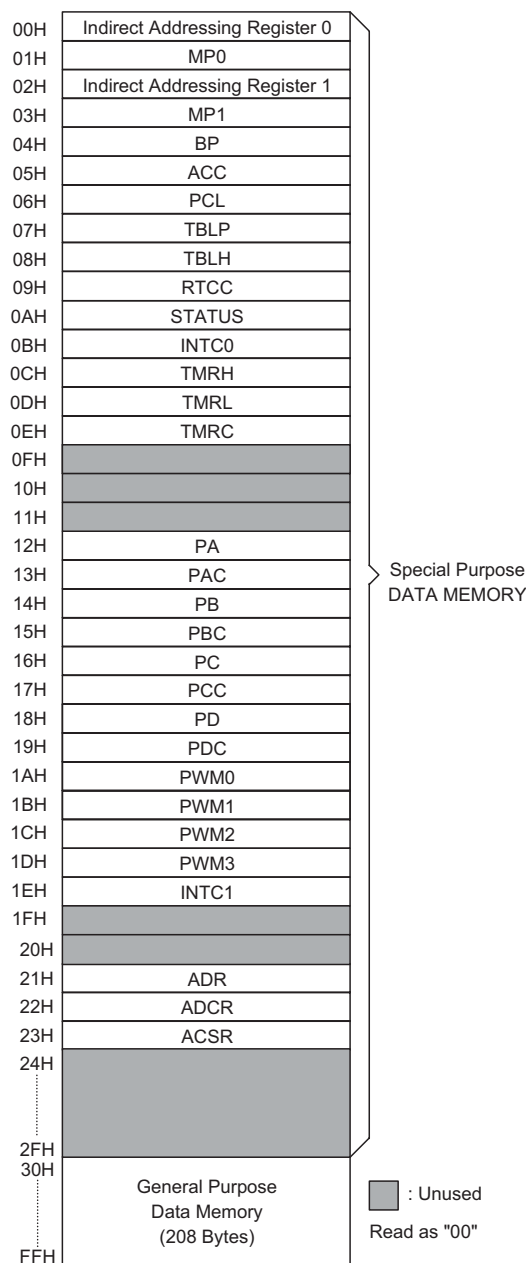 00H Indirect Addressing Register 0
01H MP0
02H Indirect Addressing Register 1
03H MP1
04H BP
05H ACC
06H PCL
07H TBLP
08H TBLH
09H RTCC
0AH STATUS
0BH INTC0
0CH TMRH
0DH TMRL
0EH TMRC
0FH
10H
11H
12H PA
13H PAC
14H PB
15H PBC
16H PC
17H PCC
18H PD
19H PDC
1AH PWM0
1BH PWM1
1CH PWM2
1DH PWM3
1EH INTC1
1FH
20H
21H ADR
22H ADCR
23H ACSR
24H
2FH
Special Purpose
DATA MEMORY
30H
General Purpose
Data Memory
(208 Bytes)
FFH
: Unused
Read as "00"